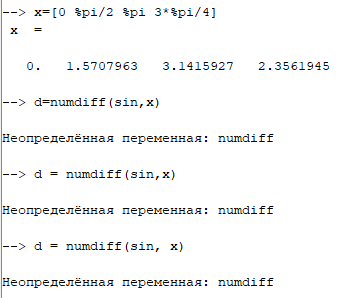 --> x=[0 %pi/2 %pi 3*%pi/4]
x  =
0.   1.5707963   3.1415927   2.3561945
--> d=numdiff(sin,x)
Неопределённая переменная: numdiff
--> d = numdiff(sin,x)
Неопределённая переменная: numdiff
--> d = numdiff(sin, x)
Неопределённая переменная: numdiff